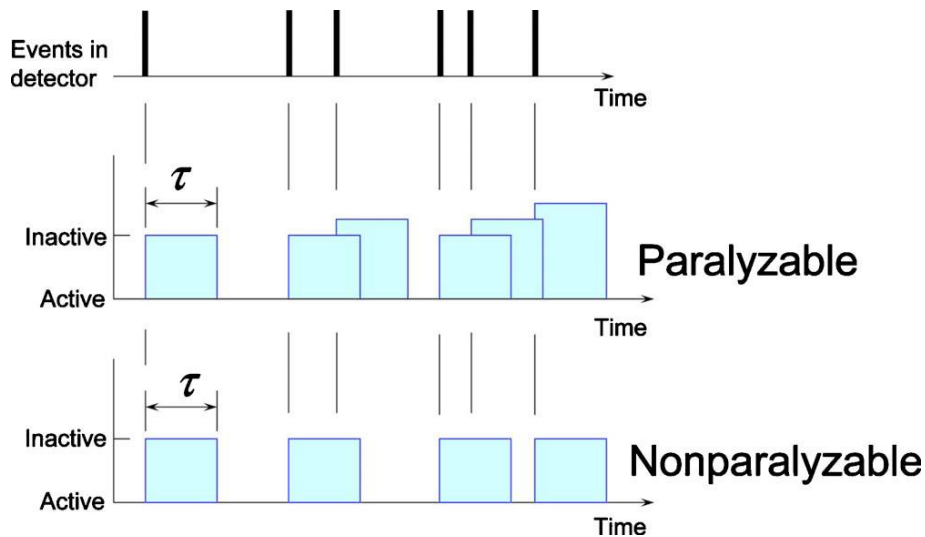 Events in
detector
Time
τ
Inactive
Paralyzable
Active
Time
τ
Inactive
Nonparalyzable
Active
Time